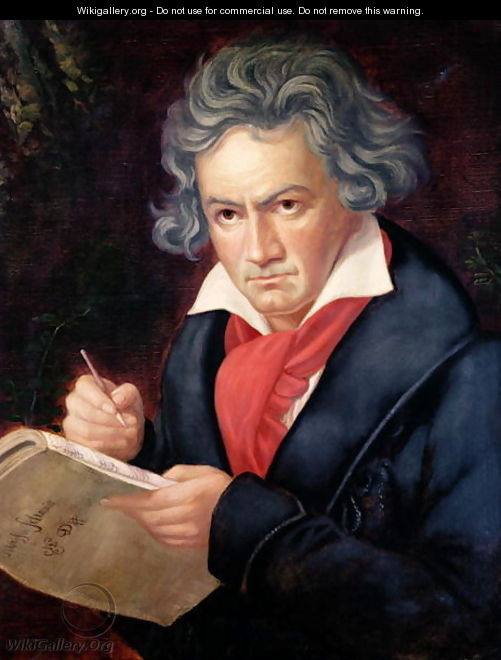 Wikigallery.org - Do not use for commercial use. Do not remove this warning.
WikiGallery.Org